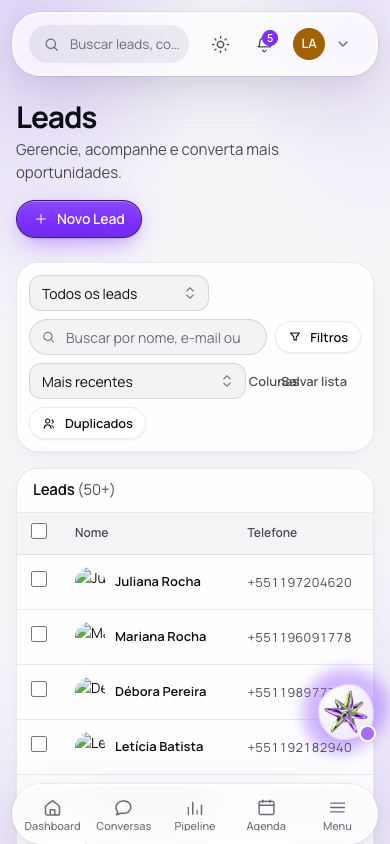 Buscar leads, co...
5
LA
Leads
Gerencie, acompanhe e converta mais
oportunidades.
+ Novo Lead
Todos os leads
Buscar por nome, e-mail ou
Filtros
Mais recentes
Colunas
Salvar lista
Duplicados
Leads (50+)
Nome Telefone
Juliana Rocha +551197204620
Mariana Rocha +551196091778
Débora Pereira +55119897
Letícia Batista +551192182940
Dashboard Conversas Pipeline Agenda Menu